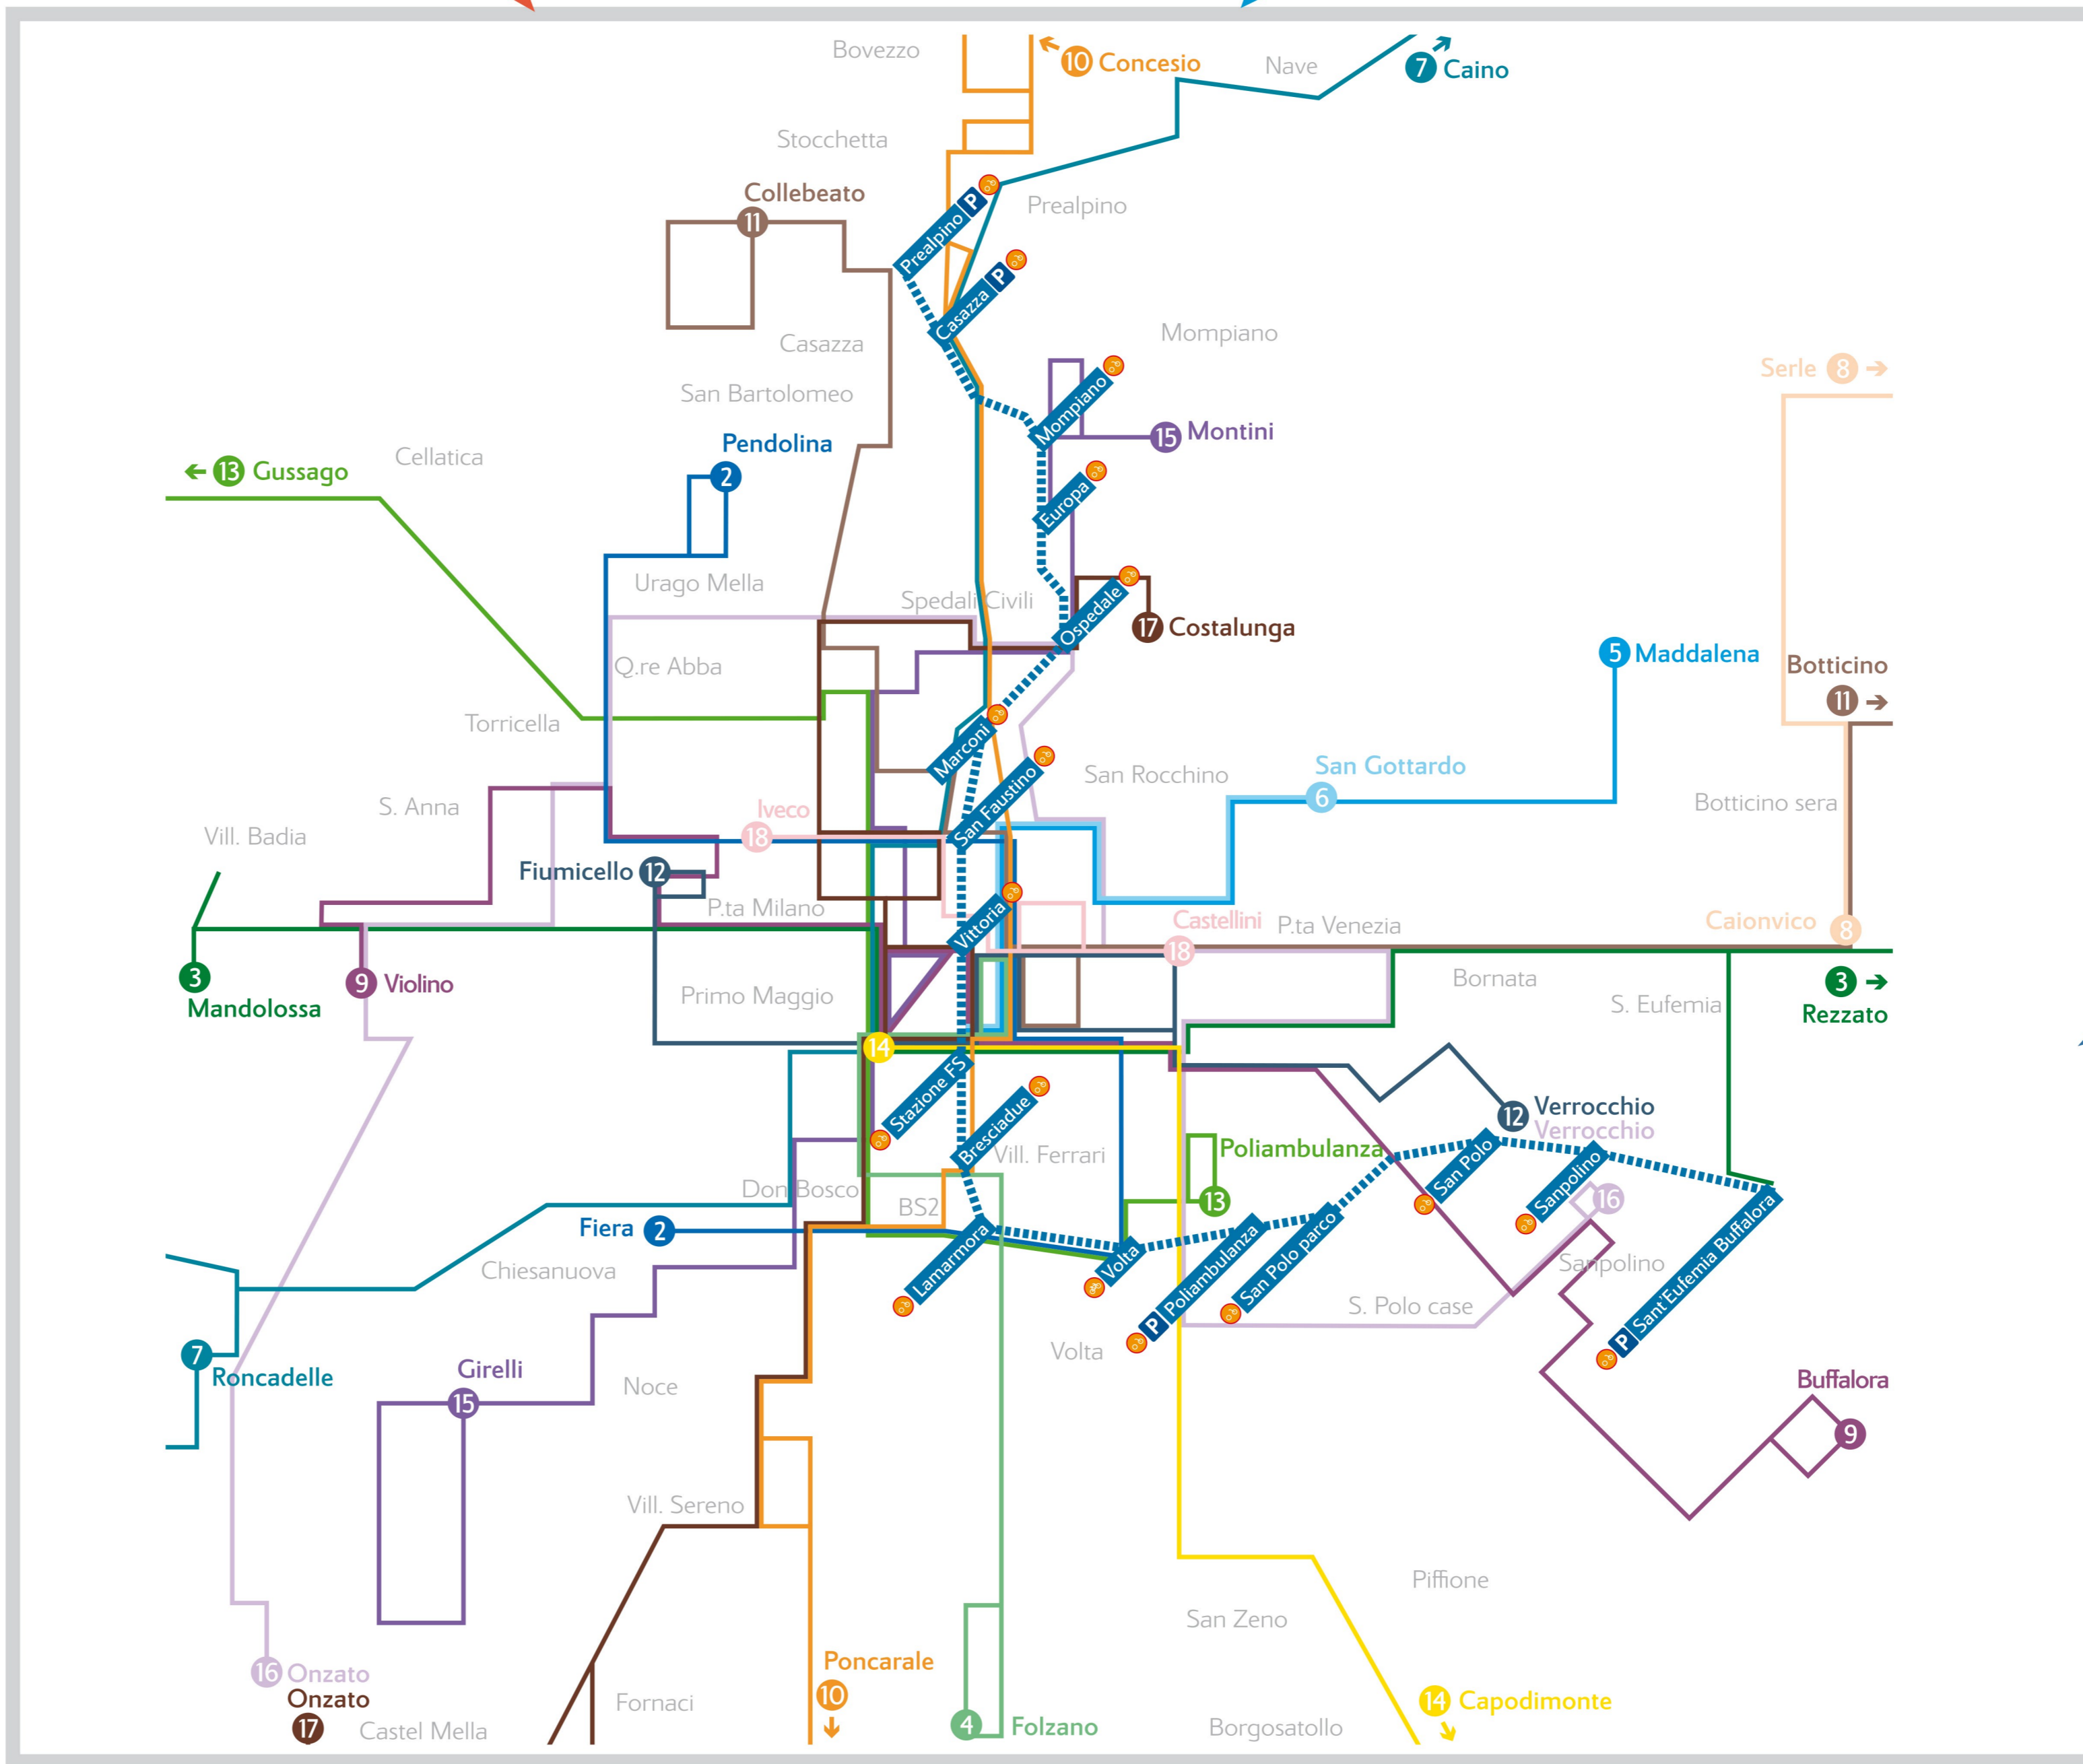 Bovezzo
10 Concesio
Nave
7 Caino
Stocchetta
Collebeato
11
Prealpino P
Prealpino
Casazza P
Casazza
Mompiano
San Bartolomeo
Mompiano
Serle 8
Pendolina
2
15 Montini
Cellatica
13 Gussago
Europa
Urago Mella
Spedali Civili
Ospedale
17 Costalunga
5 Maddalena
Botticino
11
Q.re Abba
Torricella
Marconi
San Faustino
San Rocchino
San Gottardo
6
Botticino sera
S. Anna
Iveco
18
Vill. Badia
Fiumicello 12
P.ta Milano
Vittoria
Castellini
18
P.ta Venezia
Caionvico
8
3
Mandolossa
9 Violino
Primo Maggio
Bornata
S. Eufemia
3
Rezzato
14
Stazione FS
Bresciadue
Vill. Ferrari
Poliambulanza
13
12 Verrocchio
Verrocchio
San Polo
Sanpolino
16
Don Bosco
BS2
Fiera 2
Lamarmora
Volta
P Poliambulanza
San Polo parco
P Sant'Eufemia Buffalora
Chiesanuova
Sanpolino
S. Polo case
Volta
7
Roncadelle
Girelli
15
Noce
Buffalora
9
Vill. Sereno
Piffione
San Zeno
Poncarale
10
16 Onzato
Onzato
17
Castel Mella
Fornaci
4 Folzano
Borgosatollo
14 Capodimonte